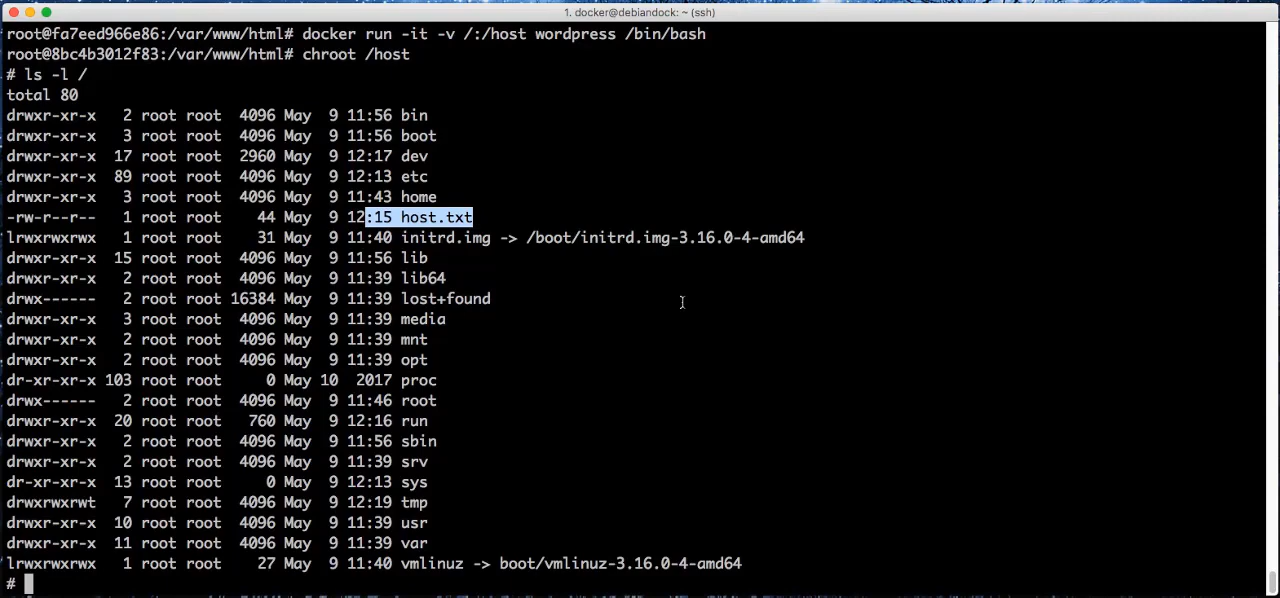 1. docker@debiandock: ~ (ssh)
root@fa7eed966e86:/var/www/html# docker run -it -v /:/host wordpress /bin/bash
root@8bc4b3012f83:/var/www/html# chroot /host
# ls -l /
total 80
drwxr-xr-x   2 root root  4096 May  9 11:56 bin
drwxr-xr-x   3 root root  4096 May  9 11:56 boot
drwxr-xr-x  17 root root  2960 May  9 12:17 dev
drwxr-xr-x  89 root root  4096 May  9 12:13 etc
drwxr-xr-x   3 root root  4096 May  9 11:43 home
-rw-r--r--   1 root root    44 May  9 12:15 host.txt
lrwxrwxrwx   1 root root    31 May  9 11:40 initrd.img -> /boot/initrd.img-3.16.0-4-amd64
drwxr-xr-x  15 root root  4096 May  9 11:56 lib
drwxr-xr-x   2 root root  4096 May  9 11:39 lib64
drwx------   2 root root 16384 May  9 11:39 lost+found
drwxr-xr-x   3 root root  4096 May  9 11:39 media
drwxr-xr-x   2 root root  4096 May  9 11:39 mnt
drwxr-xr-x   2 root root  4096 May  9 11:39 opt
dr-xr-xr-x 103 root root     0 May 10  2017 proc
drwx------   2 root root  4096 May  9 11:46 root
drwxr-xr-x  20 root root   760 May  9 12:16 run
drwxr-xr-x   2 root root  4096 May  9 11:56 sbin
drwxr-xr-x   2 root root  4096 May  9 11:39 srv
dr-xr-xr-x  13 root root     0 May  9 12:13 sys
drwxrwxrwt   7 root root  4096 May  9 12:19 tmp
drwxr-xr-x  10 root root  4096 May  9 11:39 usr
drwxr-xr-x  11 root root  4096 May  9 11:39 var
lrwxrwxrwx   1 root root    27 May  9 11:40 vmlinuz -> boot/vmlinuz-3.16.0-4-amd64
#